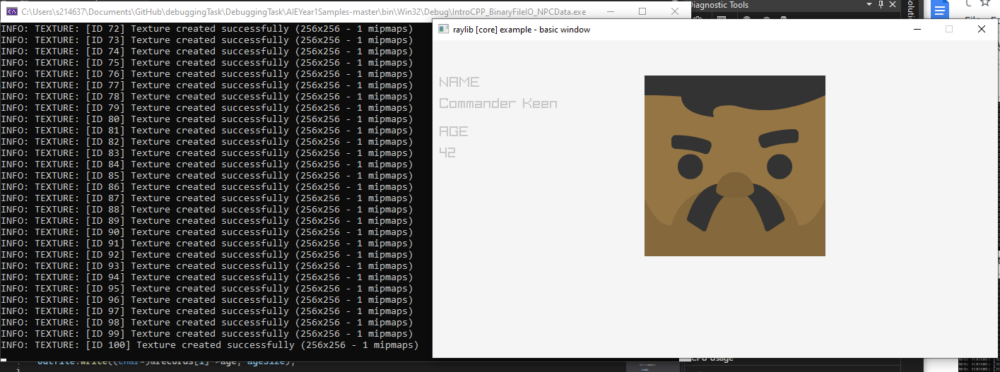 C:\Users\s214637\Documents\GitHub\debuggingTask\DebuggingTask\AIEYear1Samples-master\bin\Win32\Debug\IntroCPP_BinaryFileIO_NPCData.exe
INFO: TEXTURE: [ID 72] Texture created successfully (256x256 - 1 mipmaps)
INFO: TEXTURE: [ID 73] Texture created successfully (256x256 - 1 mipmaps)
INFO: TEXTURE: [ID 74] Texture created successfully (256x256 - 1 mipmaps)
INFO: TEXTURE: [ID 75] Texture created successfully (256x256 - 1 mipmaps)
INFO: TEXTURE: [ID 76] Texture created successfully (256x256 - 1 mipmaps)
INFO: TEXTURE: [ID 77] Texture created successfully (256x256 - 1 mipmaps)
INFO: TEXTURE: [ID 78] Texture created successfully (256x256 - 1 mipmaps)
INFO: TEXTURE: [ID 79] Texture created successfully (256x256 - 1 mipmaps)
INFO: TEXTURE: [ID 80] Texture created successfully (256x256 - 1 mipmaps)
INFO: TEXTURE: [ID 81] Texture created successfully (256x256 - 1 mipmaps)
INFO: TEXTURE: [ID 82] Texture created successfully (256x256 - 1 mipmaps)
INFO: TEXTURE: [ID 83] Texture created successfully (256x256 - 1 mipmaps)
INFO: TEXTURE: [ID 84] Texture created successfully (256x256 - 1 mipmaps)
INFO: TEXTURE: [ID 85] Texture created successfully (256x256 - 1 mipmaps)
INFO: TEXTURE: [ID 86] Texture created successfully (256x256 - 1 mipmaps)
INFO: TEXTURE: [ID 87] Texture created successfully (256x256 - 1 mipmaps)
INFO: TEXTURE: [ID 88] Texture created successfully (256x256 - 1 mipmaps)
INFO: TEXTURE: [ID 89] Texture created successfully (256x256 - 1 mipmaps)
INFO: TEXTURE: [ID 90] Texture created successfully (256x256 - 1 mipmaps)
INFO: TEXTURE: [ID 91] Texture created successfully (256x256 - 1 mipmaps)
INFO: TEXTURE: [ID 92] Texture created successfully (256x256 - 1 mipmaps)
INFO: TEXTURE: [ID 93] Texture created successfully (256x256 - 1 mipmaps)
INFO: TEXTURE: [ID 94] Texture created successfully (256x256 - 1 mipmaps)
INFO: TEXTURE: [ID 95] Texture created successfully (256x256 - 1 mipmaps)
INFO: TEXTURE: [ID 96] Texture created successfully (256x256 - 1 mipmaps)
INFO: TEXTURE: [ID 97] Texture created successfully (256x256 - 1 mipmaps)
INFO: TEXTURE: [ID 98] Texture created successfully (256x256 - 1 mipmaps)
INFO: TEXTURE: [ID 99] Texture created successfully (256x256 - 1 mipmaps)
INFO: TEXTURE: [ID 100] Texture created successfully (256x256 - 1 mipmaps)
Diagnostic Tools
raylib [core] example - basic window
NAME
Commander Keen
AGE
42